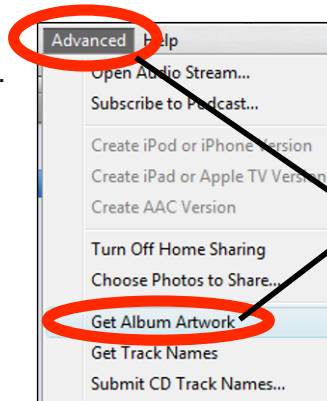 Advanced Help
Open Audio Stream...
Subscribe to Podcast...
Create iPod or iPhone Version
Create iPad or Apple TV Version
Create AAC Version
Turn Off Home Sharing
Choose Photos to Share...
Get Album Artwork
Get Track Names
Submit CD Track Names...